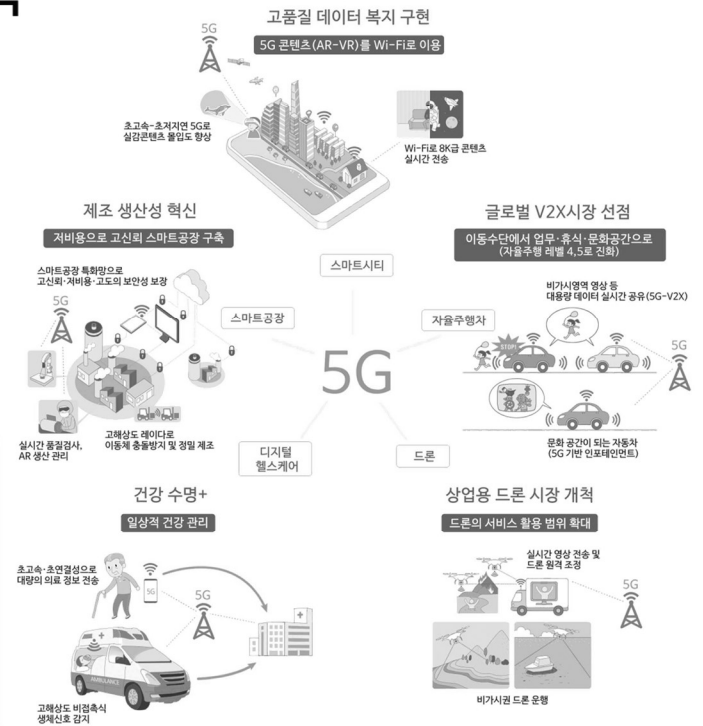 고품질 데이터 복지 구현
5G 콘텐츠(AR-VR)를 Wi-Fi로 이용
5G
초고속-초저지연 5G로
실감콘텐츠 몰입도 향상
Wi-Fi로 8K급 콘텐츠
실시간 전송
제조 생산성 혁신
저비용으로 고신뢰 스마트공장 구축
스마트공장 특화망으로
고신뢰·저비용·고도의 보안성 보장
5G
실시간 품질검사,
AR 생산 관리
고해상도 레이다로
이동체 충돌방지 및 정밀 제조
글로벌 V2X시장 선점
이동수단에서 업무·휴식·문화공간으로
(자율주행 레벨 4,5로 진화)
비가시영역 영상 등
대용량 데이터 실시간 공유(5G-V2X)
STOP!
5G
문화 공간이 되는 자동차
(5G 기반 인포테인먼트)
스마트시티
스마트공장
자율주행자
5G
디지털
헬스케어
드론
건강 수명+
일상적 건강 관리
초고속·초연결성으로
대량의 의료 정보 전송
5G
5G
AMBULANCE
고해상도 비접촉식
생체신호 감지
상업용 드론 시장 개척
드론의 서비스 활용 범위 확대
실시간 영상 전송 및
드론 원격 조정
5G
비가시권 드론 운행